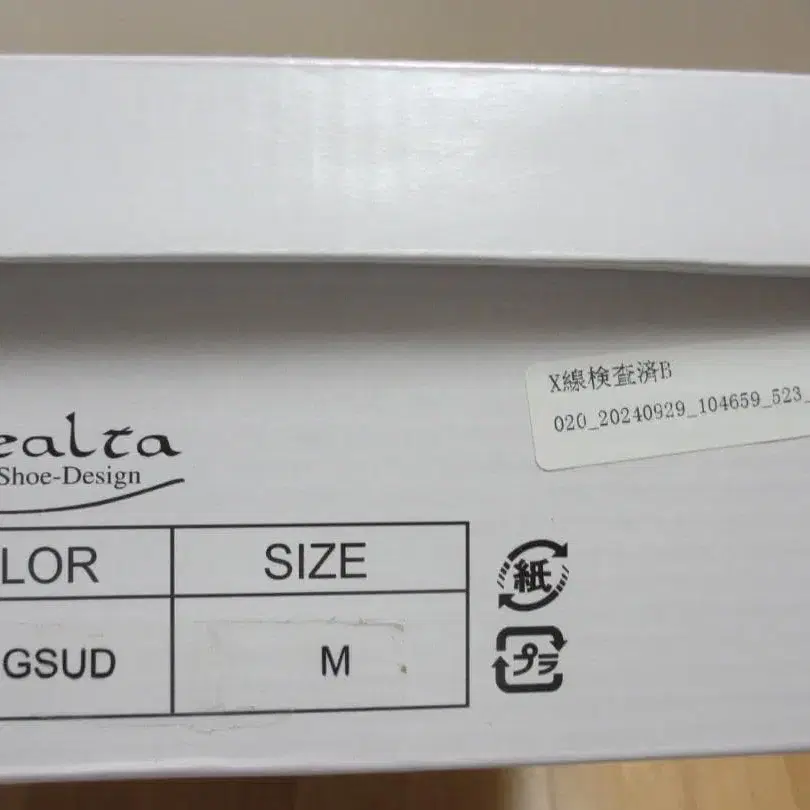 X線検査済B
020_20240929_104659_523_
ealta
Shoe-Design
LOR
SIZE
GSUD
M
紙
プラ